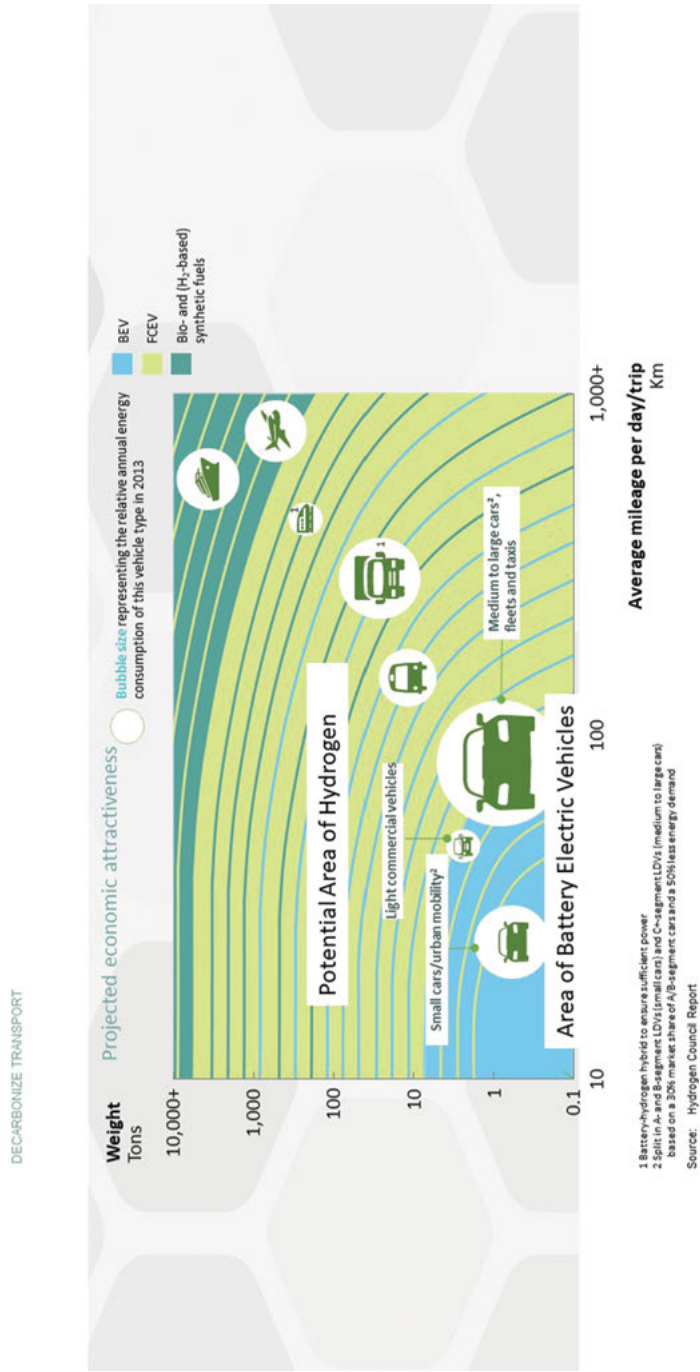 DECARBONIZE TRANSPORT
Projected economic attractiveness
Bubble size representing the relative annual energy
consumption of this vehicle type in 2013
BEV
FCEV
Bio- and (H₂-based)
synthetic fuels
Weight
Tons
10,000+
1,000
100
10
1
0.1
Potential Area of Hydrogen
1
1
Light commercial vehicles
Small cars/urban mobility²
Medium to large cars²,
fleets and taxis
Area of Battery Electric Vehicles
10
100
1,000+
Average mileage per day/trip
Km
1 Battery-hydrogen hybrid to ensure sufficient power
2 Split in A- and B-segment LDVs (small cars) and C+-segment LDVs (medium to large cars)
based on a 30% market share of A/B-segment cars and a 50% less energy demand
Source: Hydrogen Council Report